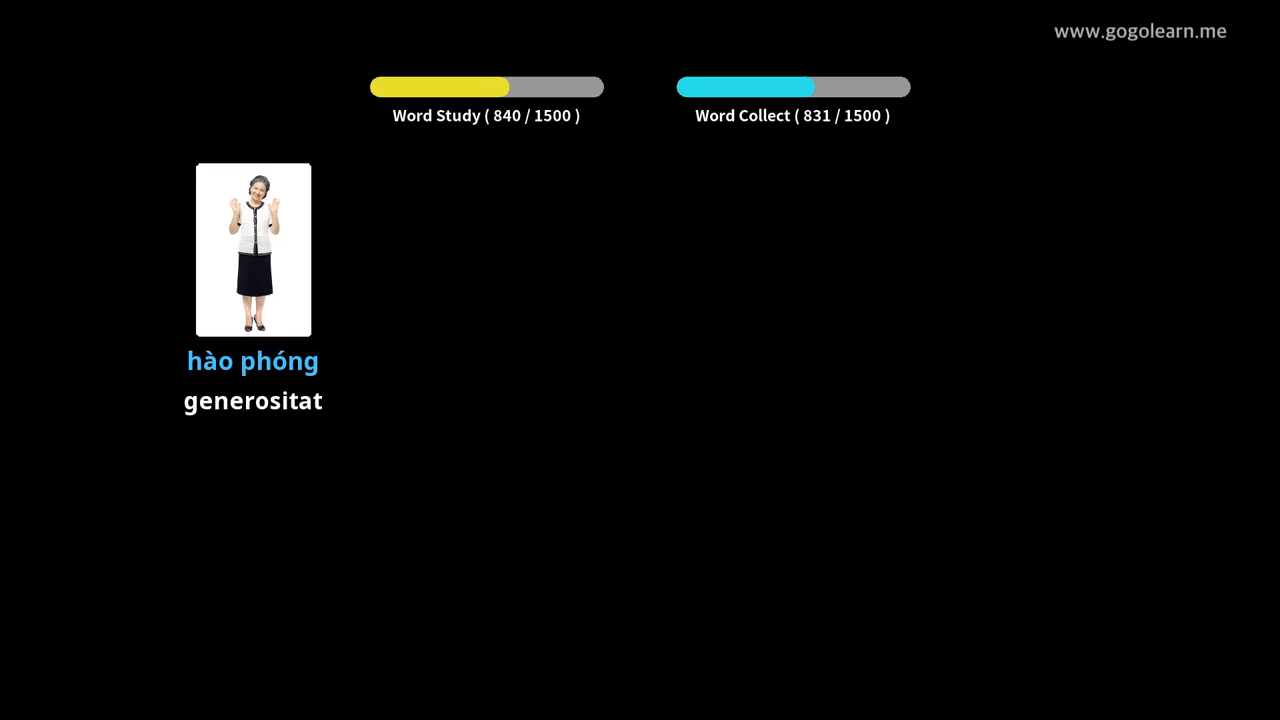 www.gogolearn.me
Word Study ( 840 / 1500 )
Word Collect ( 831 / 1500 )
hào phóng
generositat